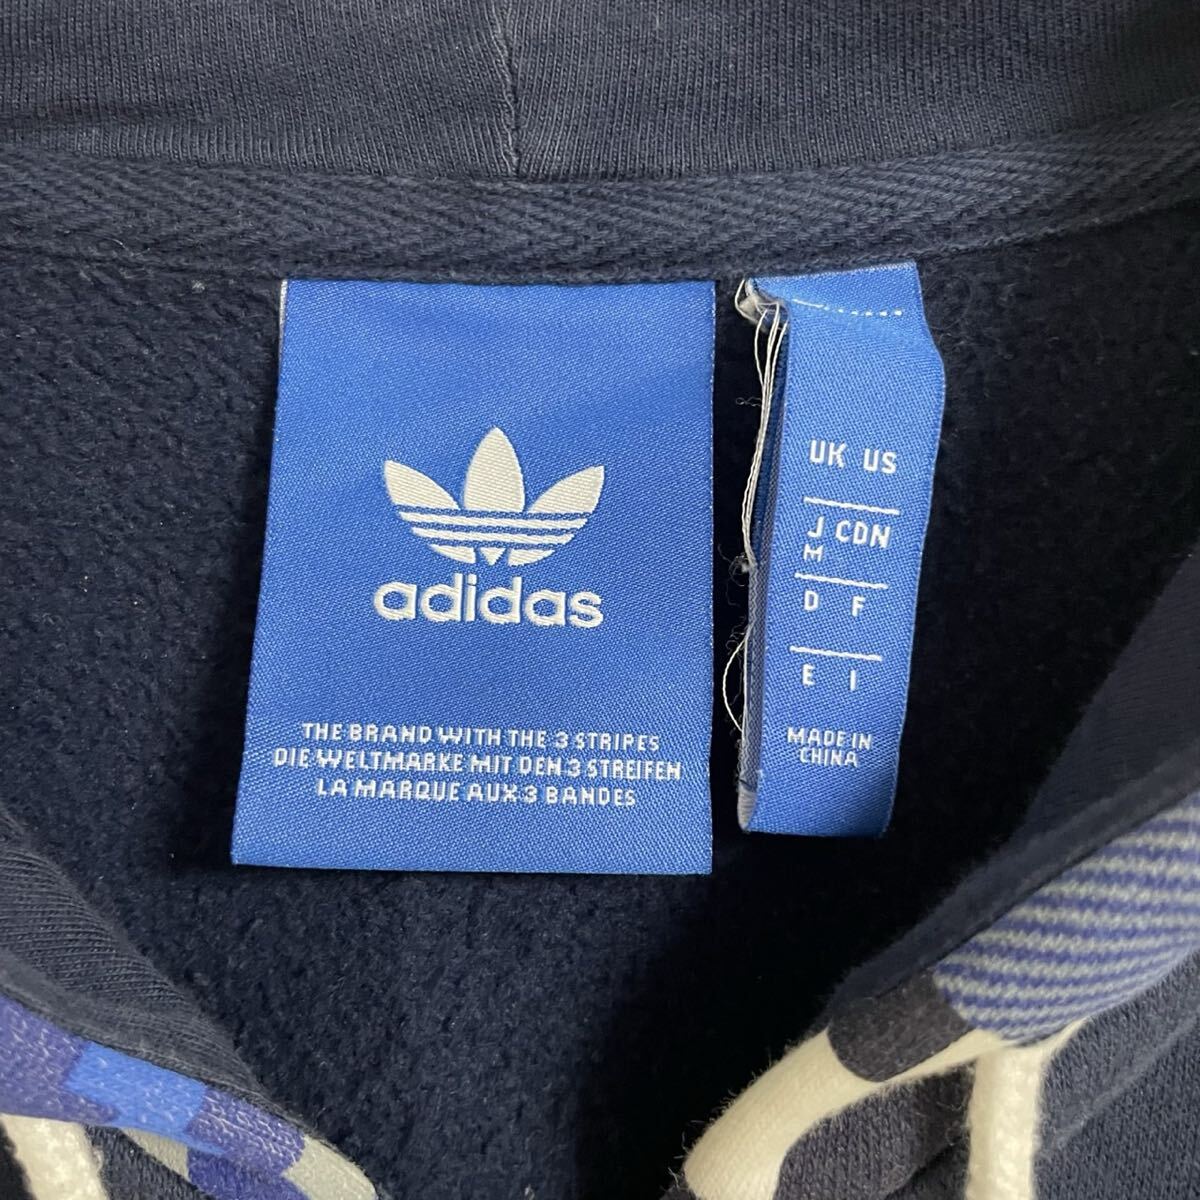 adidas
THE BRAND WITH THE 3 STRIPES
DIE WELTMARKE MIT DEN 3 STREIFEN
LA MARQUE AUX 3 BANDES
UK US
J CDN
M
D F
E I
MADE IN
CHINA